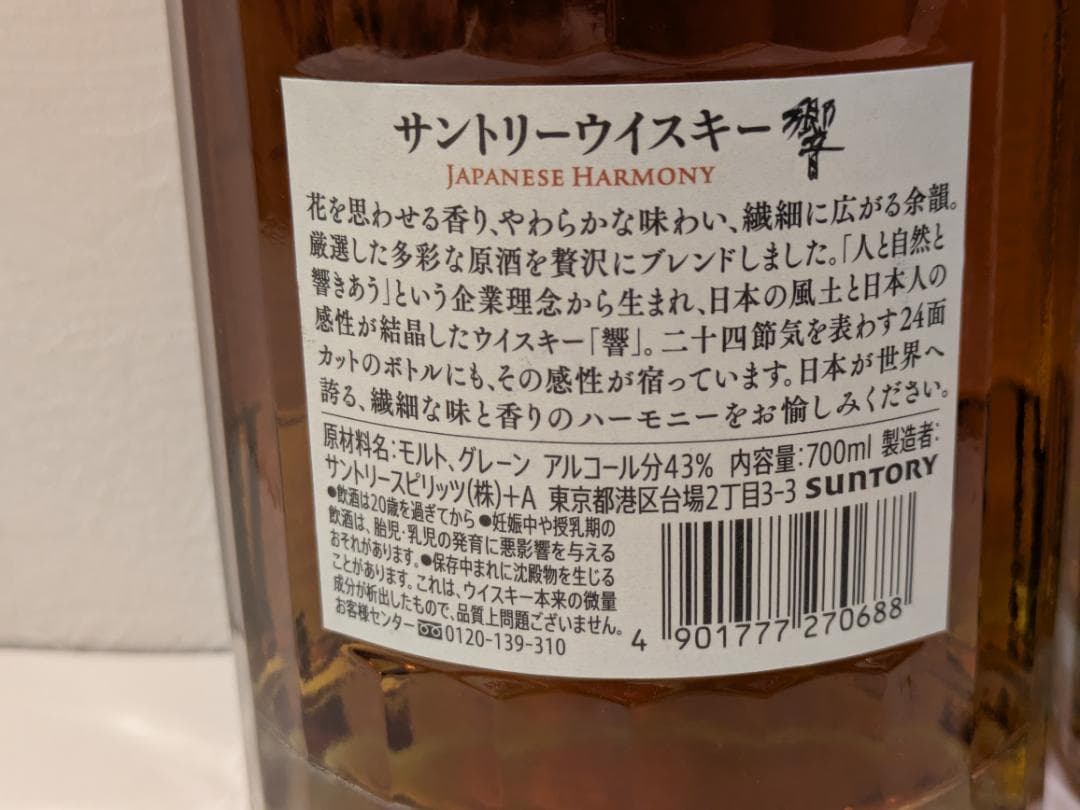 サントリーウイスキー 響
JAPANESE HARMONY
花を思わせる香り、やわらかな味わい、繊細に広がる余韻。
厳選した多彩な原酒を贅沢にブレンドしました。「人と自然と
響きあう」という企業理念から生まれ、日本の風土と日本人の
感性が結晶したウイスキー「響」。二十四節気を表わす24面
カットのボトルにも、その感性が宿っています。日本が世界へ
誇る、繊細な味と香りのハーモニーをお愉しみください。
原材料名:モルト、グレーン アルコール分43% 内容量:700ml 製造者:
サントリースピリッツ(株)+A 東京都港区台場2丁目3-3 SUNTORY
●飲酒は20歳を過ぎてから ●妊娠中や授乳期の
飲酒は、胎児・乳児の発育に悪影響を与える
おそれがあります。●保存中まれに沈殿物を生じる
ことがあります。これは、ウイスキー本来の微量
成分が析出したもので、品質上問題ございません。
お客様センター 0120-139-310
4 901777 270688